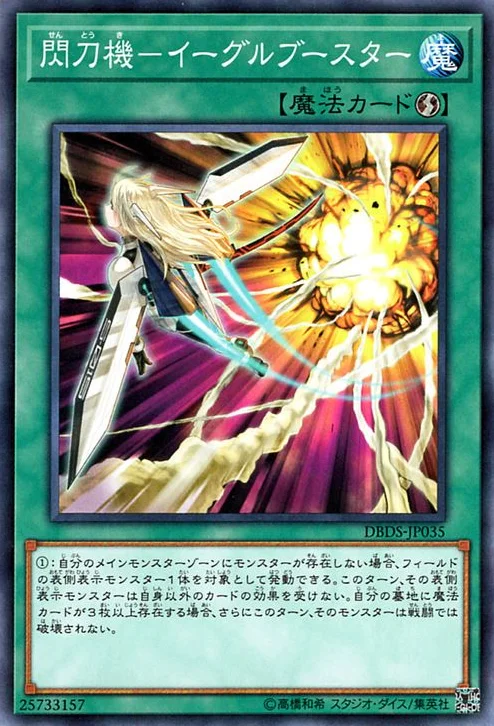 閃刀機－イーグルブースター
魔
【魔法カード】
DBDS-JP035
①：自分のメインモンスターゾーンにモンスターが存在しない場合、フィールド
の表側表示モンスター１体を対象として発動できる。このターン、その表側
表示モンスターは自身以外のカードの効果を受けない。自分の墓地に魔法
カードが３枚以上存在する場合、さらにこのターン、そのモンスターは戦闘では
破壊されない。
25733157
©高橋和希 スタジオ・ダイス/集英社